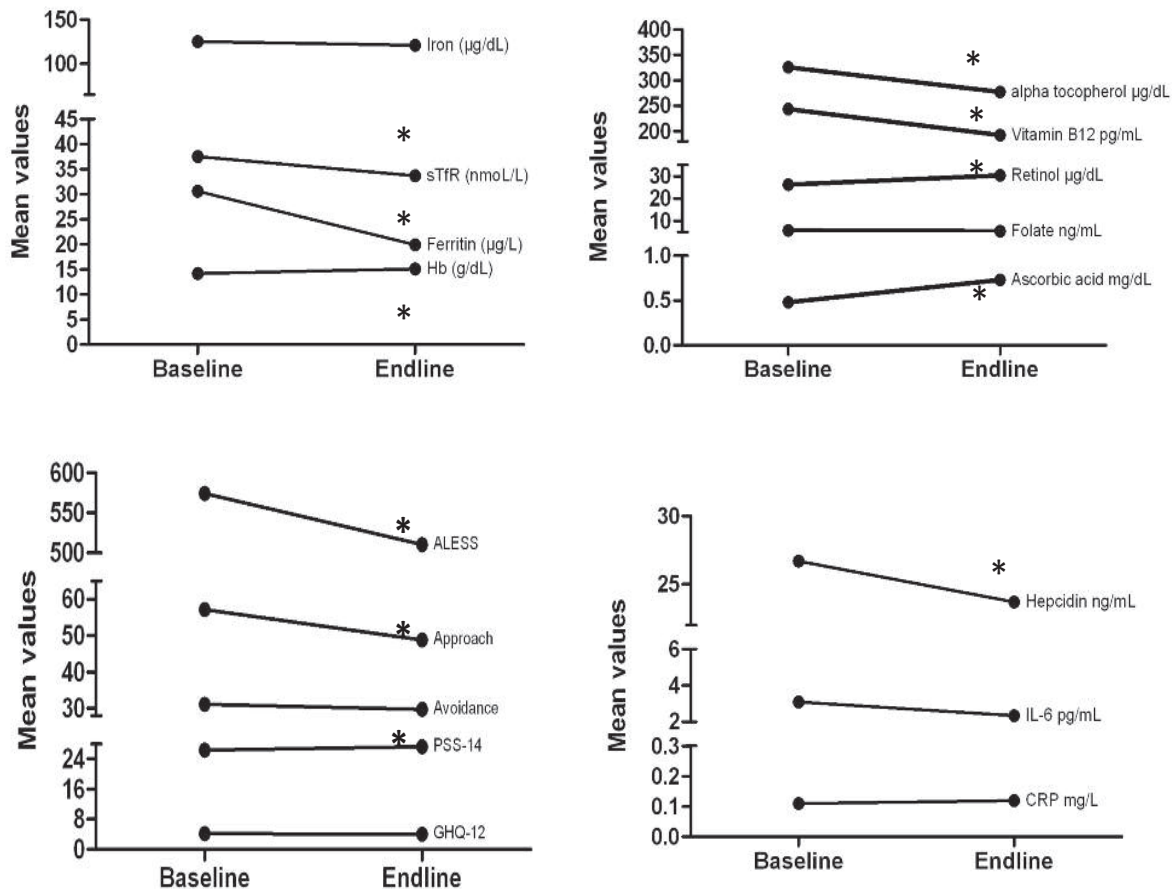 150
100
45
40
35
30
25
20
15
10
5
0
Mean values
Iron (µg/dL)
*
sTfR (nmoL/L)
*
Ferritin (µg/L)
Hb (g/dL)
*
Baseline Endline
400
350
300
250
200
30
20
10
1.0
0.5
0.0
Mean values
*
alpha tocopherol µg/dL
*
Vitamin B12 pg/mL
*
Retinol µg/dL
Folate ng/mL
Ascorbic acid mg/dL
*
Baseline Endline
600
550
500
60
50
40
30
24
16
8
0
Mean values
*
ALESS
*
Approach
Avoidance
*
PSS-14
GHQ-12
Baseline Endline
30
25
6
4
2
0.3
0.2
0.1
0.0
Mean values
*
Hepcidin ng/mL
IL-6 pg/mL
CRP mg/L
Baseline Endline